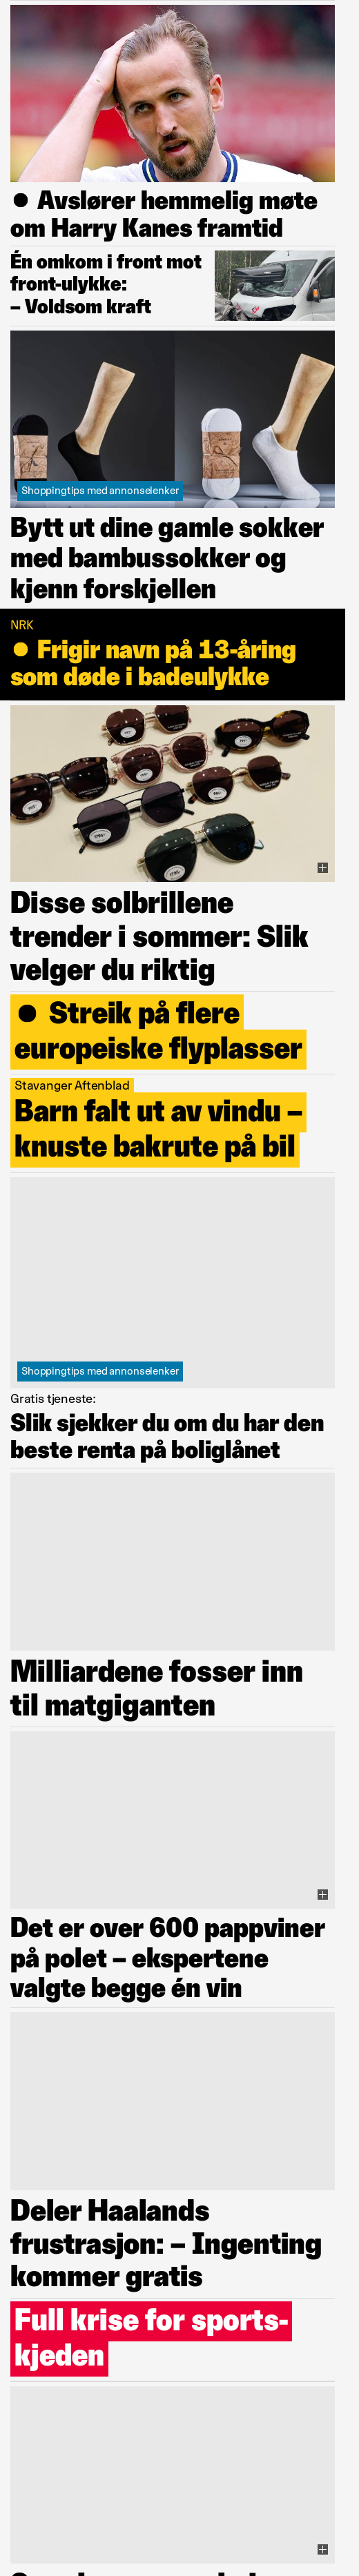 ● Avslører hemmelig møte
om Harry Kanes framtid
Én omkom i front mot
front-ulykke:
– Voldsom kraft
Shoppingtips med annonselenker
Bytt ut dine gamle sokker
med bambussokker og
kjenn forskjellen
NRK
● Frigir navn på 13-åring
som døde i badeulykke
Disse solbrillene
trender i sommer: Slik
velger du riktig
● Streik på flere
europeiske flyplasser
Stavanger Aftenblad
Barn falt ut av vindu –
knuste bakrute på bil
Shoppingtips med annonselenker
Gratis tjeneste:
Slik sjekker du om du har den
beste renta på boliglånet
Milliardene fosser inn
til matgiganten
Det er over 600 pappviner
på polet – ekspertene
valgte begge én vin
Deler Haalands
frustrasjon: – Ingenting
kommer gratis
Full krise for sports-
kjeden